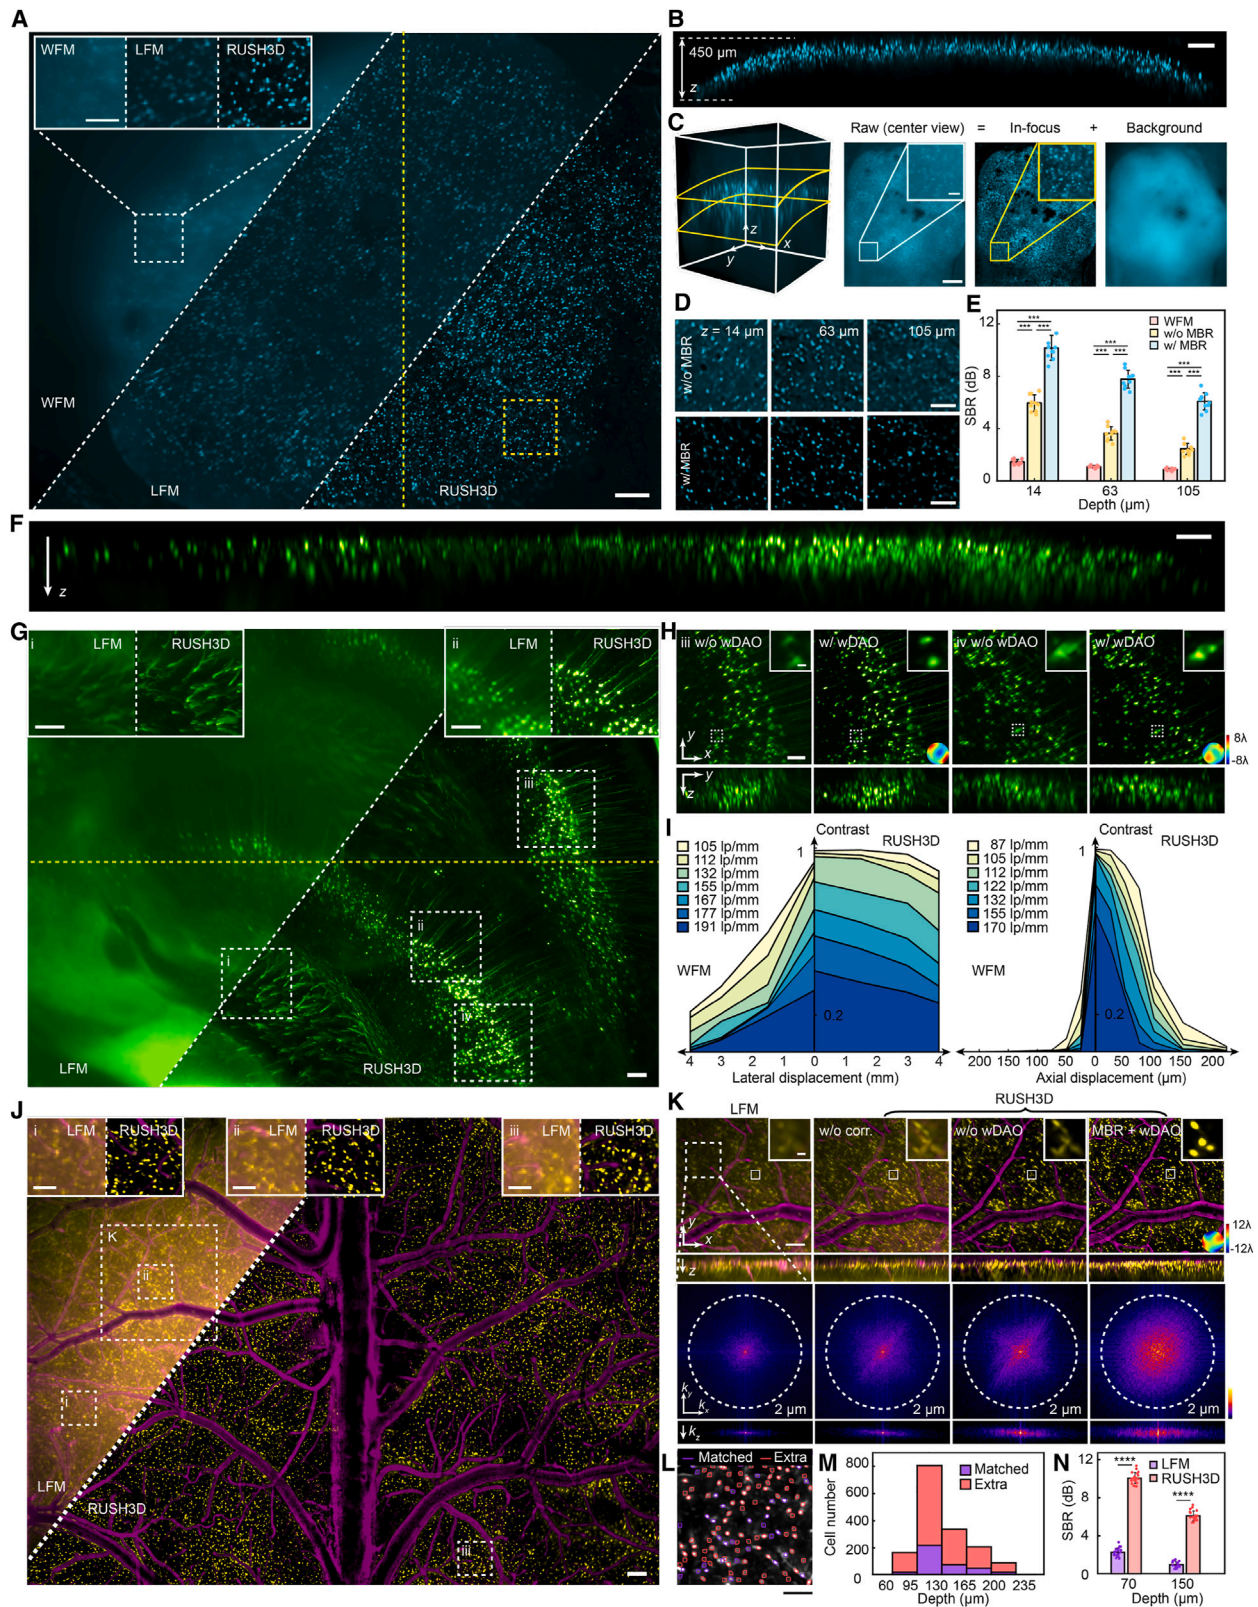 A
WFM
LFM
RUSH3D
WFM
LFM
RUSH3D
B
450 µm
z
C
Raw (center view) = In-focus + Background
z
x
y
D
z = 14 µm
63 µm
105 µm
w/o MBR
w/ MBR
E
WFM
w/o MBR
w/ MBR
*** *** ***
*** *** ***
*** *** ***
12
8
4
0
SBR (dB)
14 63 105
Depth (µm)
F
z
G
i LFM RUSH3D
ii LFM RUSH3D
iii
ii
i
iv
LFM
RUSH3D
H
iii w/o wDAO
w/ wDAO
iv w/o wDAO
w/ wDAO
y
x
8λ
-8λ
y
z
I
Contrast
RUSH3D
105 lp/mm
112 lp/mm
132 lp/mm
155 lp/mm
167 lp/mm
177 lp/mm
191 lp/mm
1
WFM
0.2
4 3 2 1 0 1 2 3 4
Lateral displacement (mm)
Contrast
RUSH3D
87 lp/mm
105 lp/mm
112 lp/mm
122 lp/mm
132 lp/mm
155 lp/mm
170 lp/mm
1
WFM
0.2
200 150 100 50 0 50 100 150 200
Axial displacement (µm)
J
i LFM RUSH3D
ii LFM RUSH3D
iii LFM RUSH3D
K
ii
i
iii
LFM
RUSH3D
K
LFM
RUSH3D
w/o corr.
w/o wDAO
MBR + wDAO
y
x
12λ
-12λ
z
2 µm
2 µm
2 µm
ky
kx
kz
L
Matched Extra
M
Matched
Extra
800
600
400
200
0
Cell number
60 95 130 165 200 235
Depth (µm)
N
LFM
RUSH3D
****
****
12
8
4
0
SBR (dB)
70 150
Depth (µm)